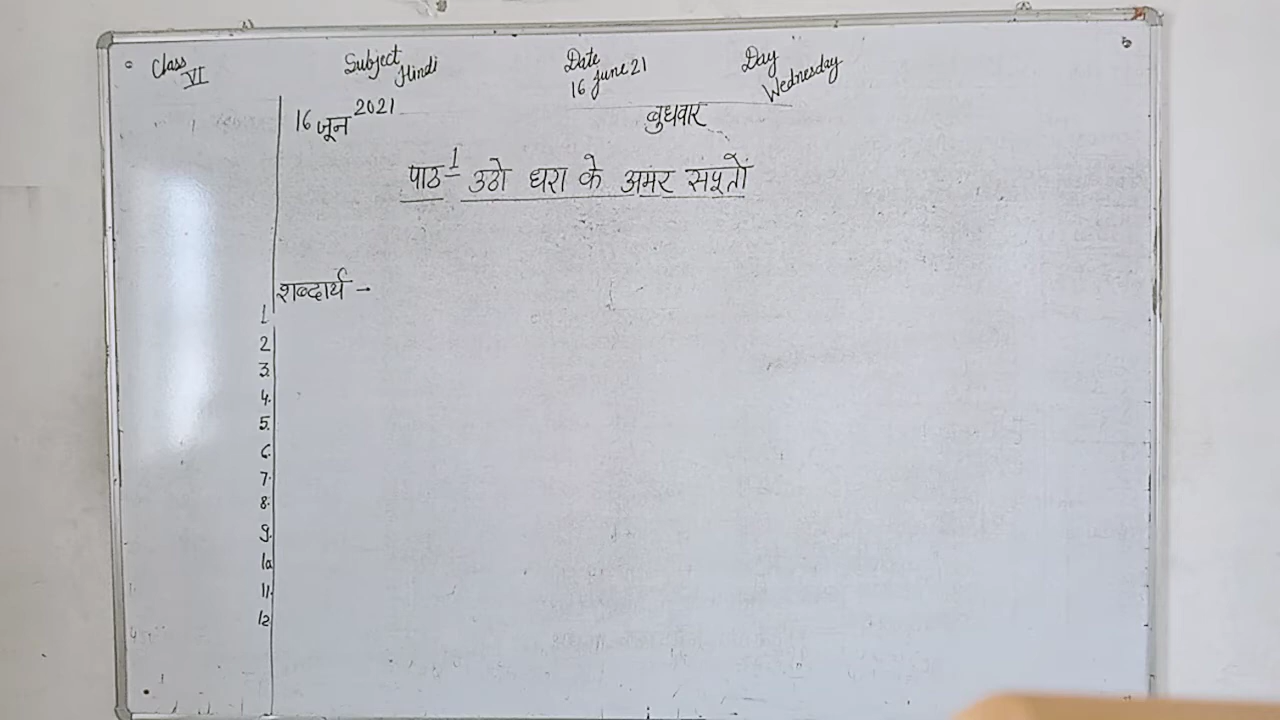 Class Subject Date Day
VI Hindi 16 June 21 Wednesday
16 जून 2021 बुधवार
पाठ 1 उठो धरा के अमर सपूतों
शब्दार्थ -
1.
2
3.
4.
5.
6.
7.
8.
9.
10
11.
12